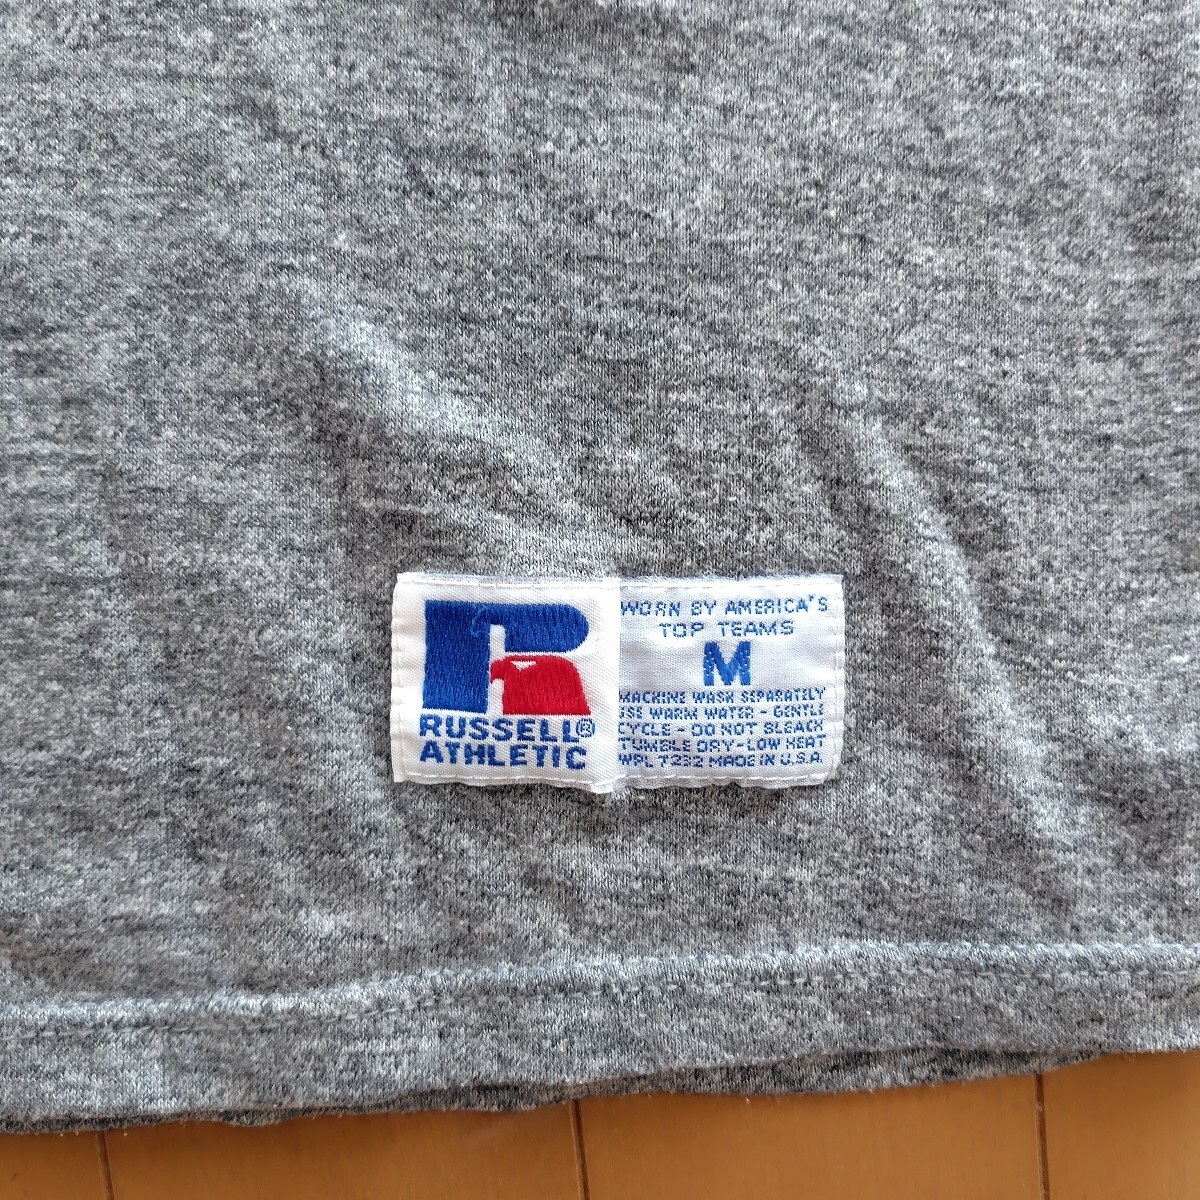 RUSSELL®
ATHLETIC
WORN BY AMERICA'S
TOP TEAMS
M
MACHINE WASH SEPARATELY
USE WARM WATER - GENTLE
CYCLE - DO NOT BLEACH
TUMBLE DRY - LOW HEAT
WPL 7232 MADE IN U.S.A.